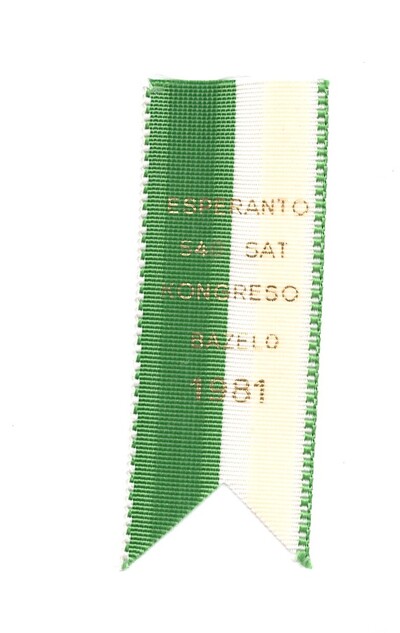 ESPERANTO
54a SAT
KONGRESO
BAZELO
1981